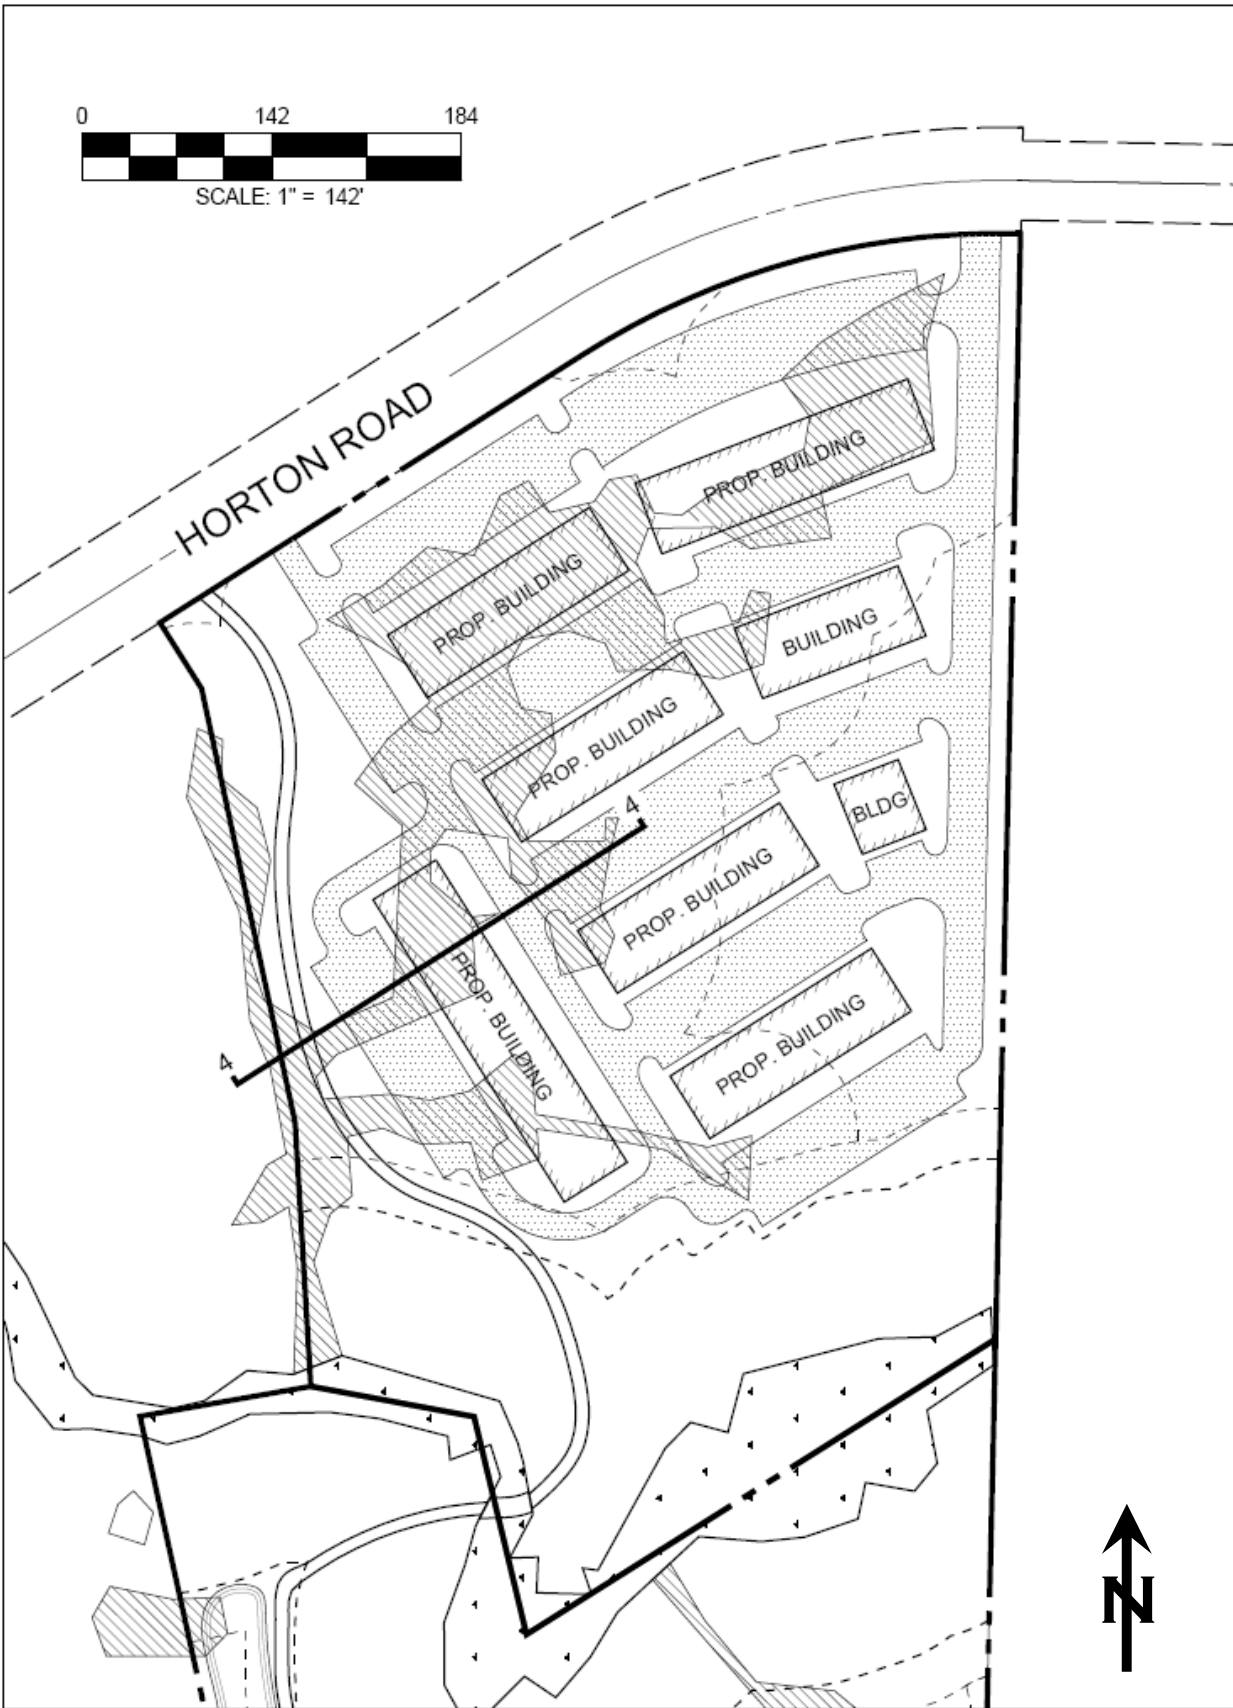 0 142 184
SCALE: 1" = 142'
HORTON ROAD
PROP. BUILDING
PROP. BUILDING
BUILDING
PROP. BUILDING
4
BLDG
PROP. BUILDING
PROP. BUILDING
PROP. BUILDING
4
N